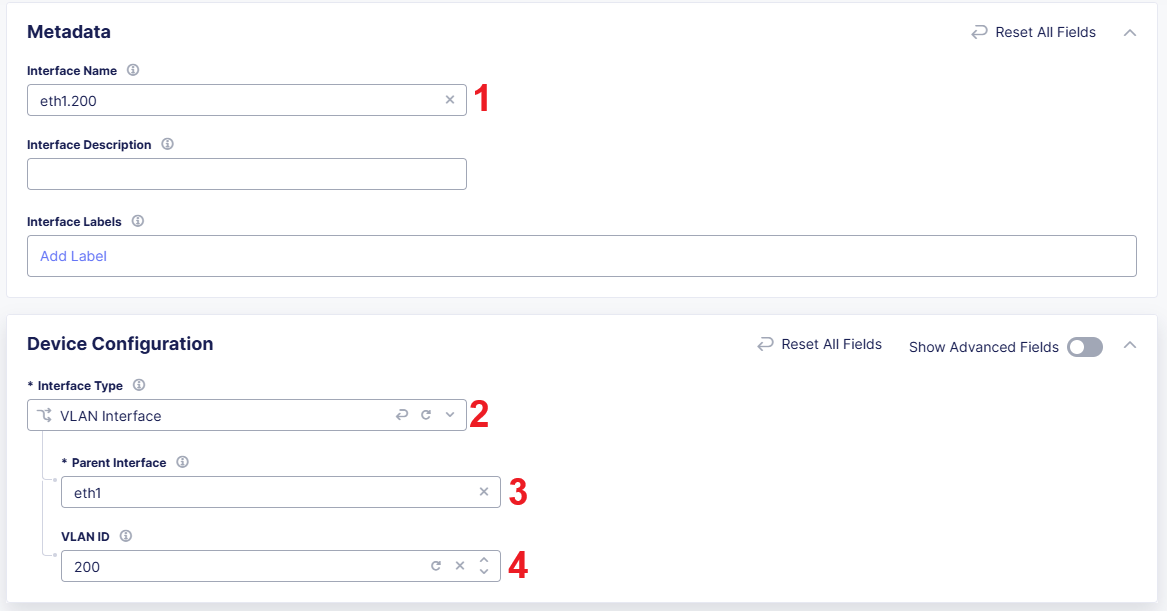 Metadata
Reset All Fields
Interface Name
eth1.200
1
Interface Description
Interface Labels
Add Label
Device Configuration
Reset All Fields
Show Advanced Fields
* Interface Type
VLAN Interface
2
* Parent Interface
eth1
3
VLAN ID
200
4